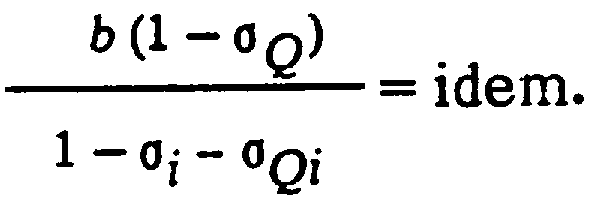 b (1 − σ_Q)
/ (1 − σ_i − σ_Qi) = idem.